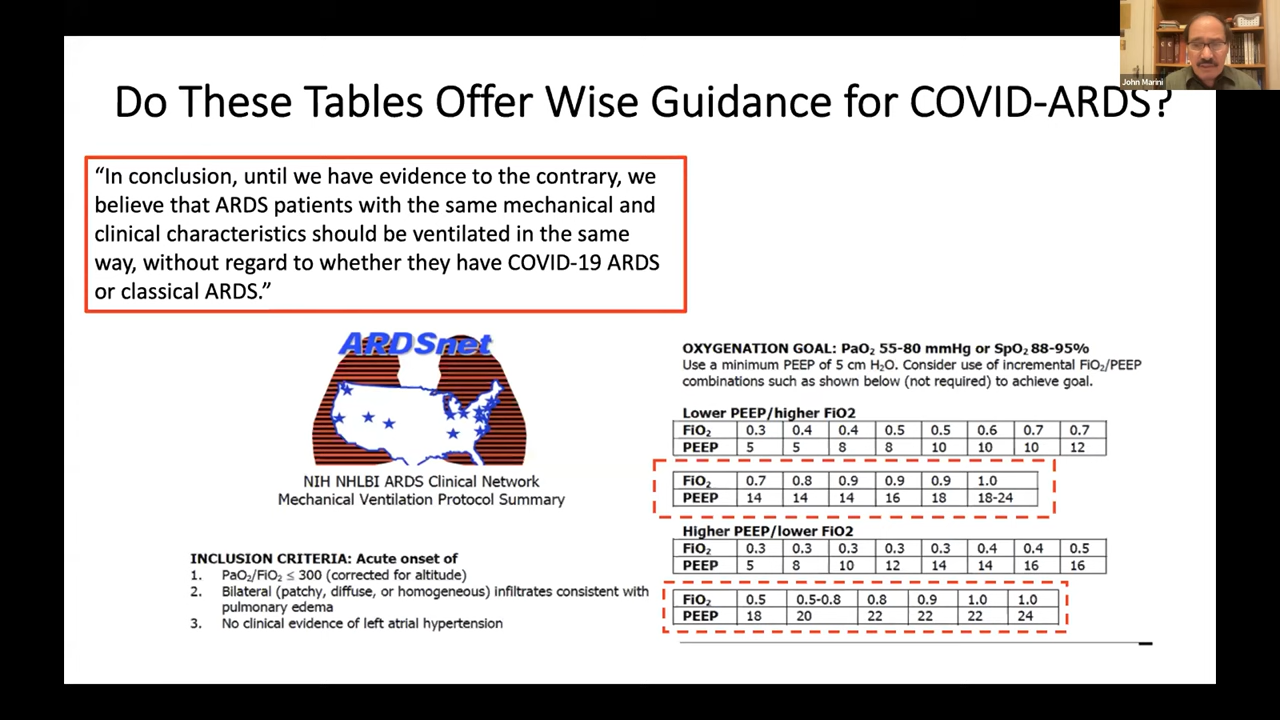 Do These Tables Offer Wise Guidance for COVID-ARDS?
John Marini
“In conclusion, until we have evidence to the contrary, we
believe that ARDS patients with the same mechanical and
clinical characteristics should be ventilated in the same
way, without regard to whether they have COVID-19 ARDS
or classical ARDS.”
ARDSnet
NIH NHLBI ARDS Clinical Network
Mechanical Ventilation Protocol Summary
INCLUSION CRITERIA: Acute onset of
1. PaO₂/FiO₂ ≤ 300 (corrected for altitude)
2. Bilateral (patchy, diffuse, or homogeneous) infiltrates consistent with
pulmonary edema
3. No clinical evidence of left atrial hypertension
OXYGENATION GOAL: PaO₂ 55-80 mmHg or SpO₂ 88-95%
Use a minimum PEEP of 5 cm H₂O. Consider use of incremental FiO₂/PEEP
combinations such as shown below (not required) to achieve goal.
Lower PEEP/higher FiO2
FiO₂ 0.3 0.4 0.4 0.5 0.5 0.6 0.7 0.7
PEEP 5 5 8 8 10 10 10 12
FiO₂ 0.7 0.8 0.9 0.9 0.9 1.0
PEEP 14 14 14 16 18 18-24
Higher PEEP/lower FiO2
FiO₂ 0.3 0.3 0.3 0.3 0.3 0.4 0.4 0.5
PEEP 5 8 10 12 14 14 16 16
FiO₂ 0.5 0.5-0.8 0.8 0.9 1.0 1.0
PEEP 18 20 22 22 22 24